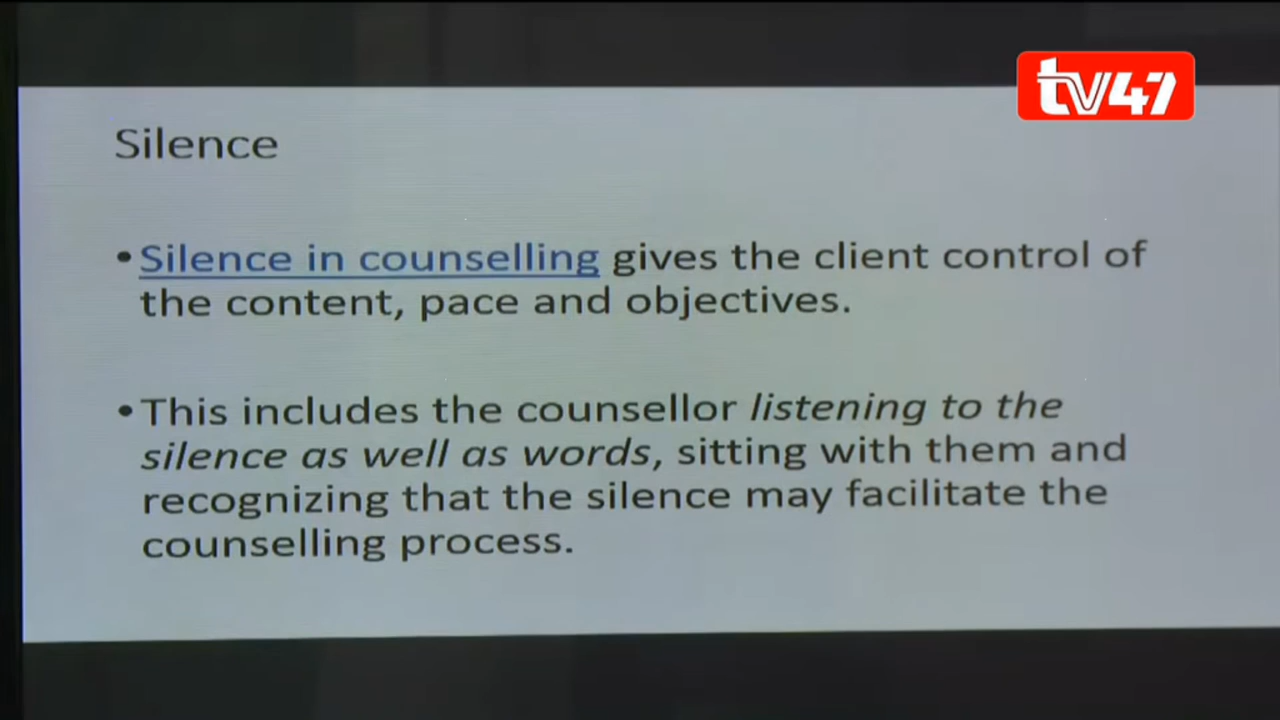 tv47
Silence
• Silence in counselling gives the client control of
the content, pace and objectives.
• This includes the counsellor listening to the
silence as well as words, sitting with them and
recognizing that the silence may facilitate the
counselling process.